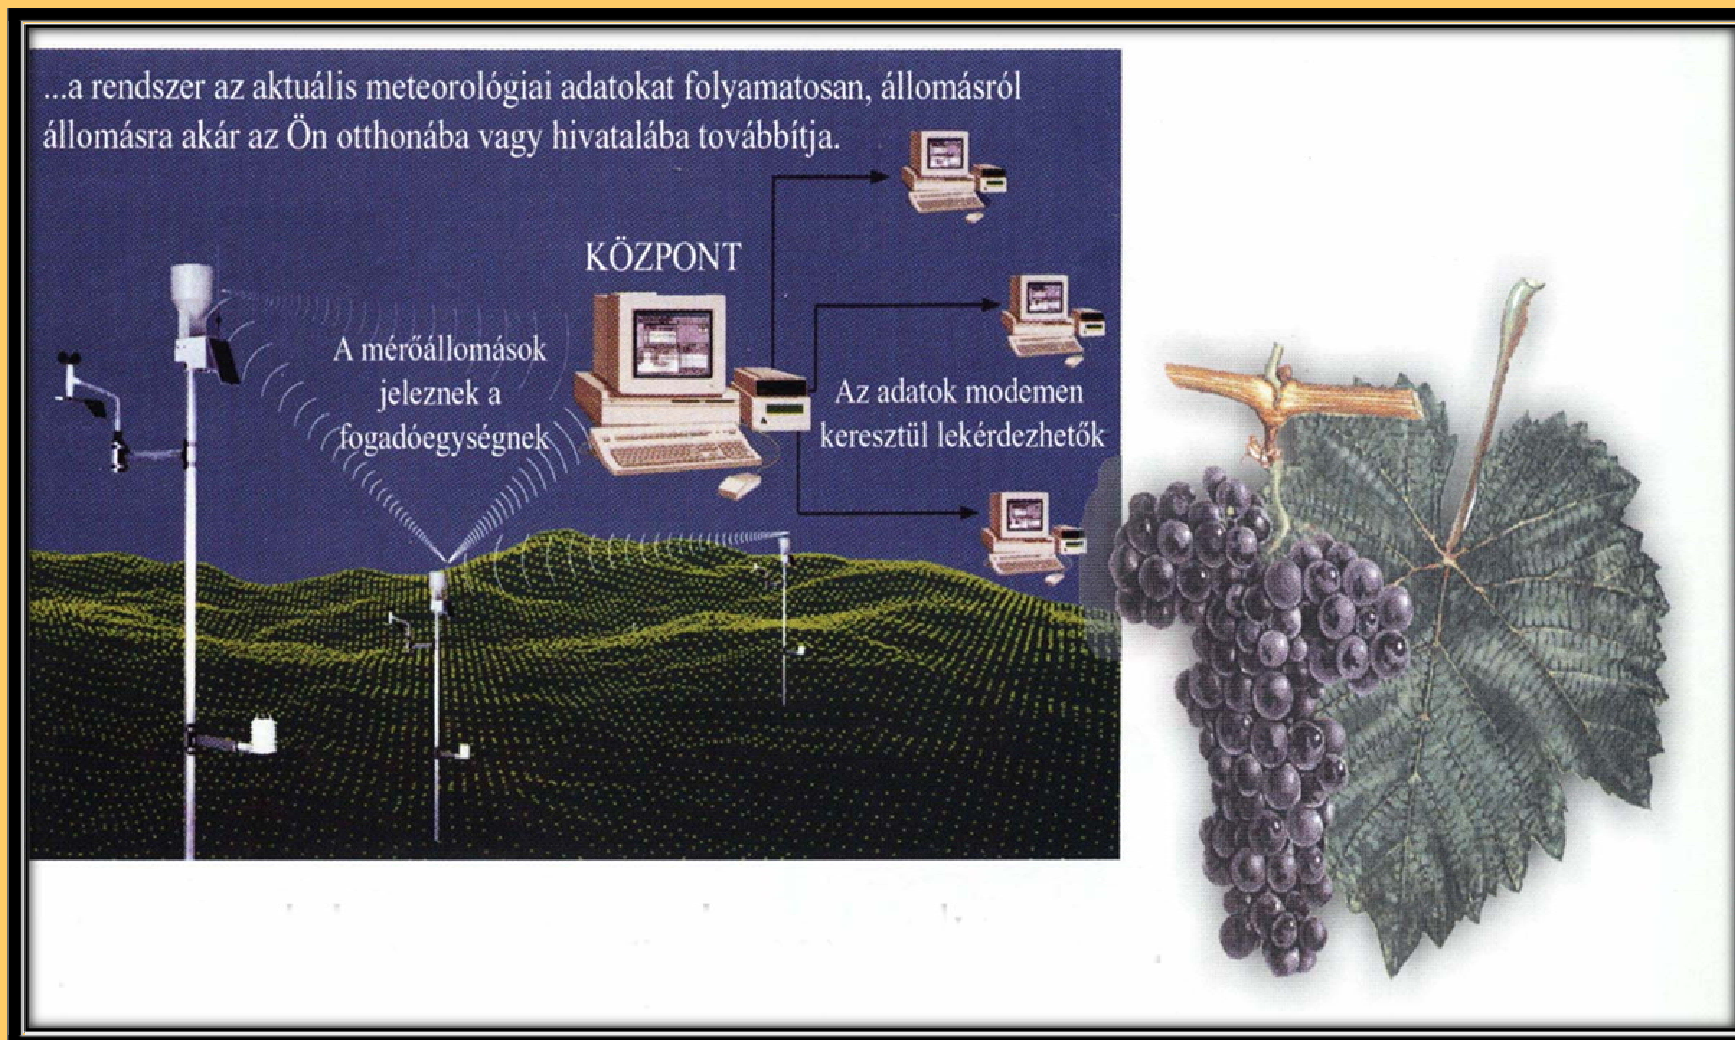 ...a rendszer az aktuális meteorológiai adatokat folyamatosan, állomásról
állomásra akár az Ön otthonába vagy hivatalába továbbítja.
KÖZPONT
A mérőállomások
jeleznek a
fogadóegységnek
Az adatok modemen
keresztül lekérdezhetők